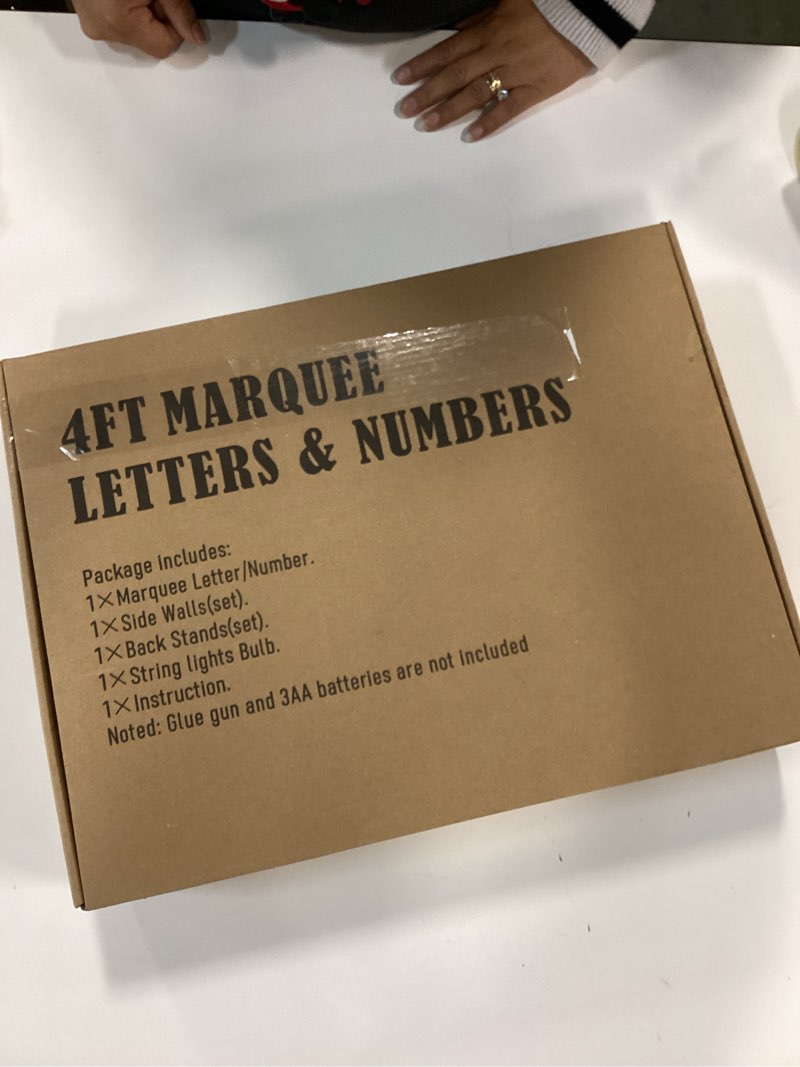 4FT MARQUEE
LETTERS & NUMBERS
Package includes:
1×Marquee Letter/Number.
1×Side Walls(set).
1×Back Stands(set).
1×String lights Bulb.
1×Instruction.
Noted: Glue gun and 3AA batteries are not included